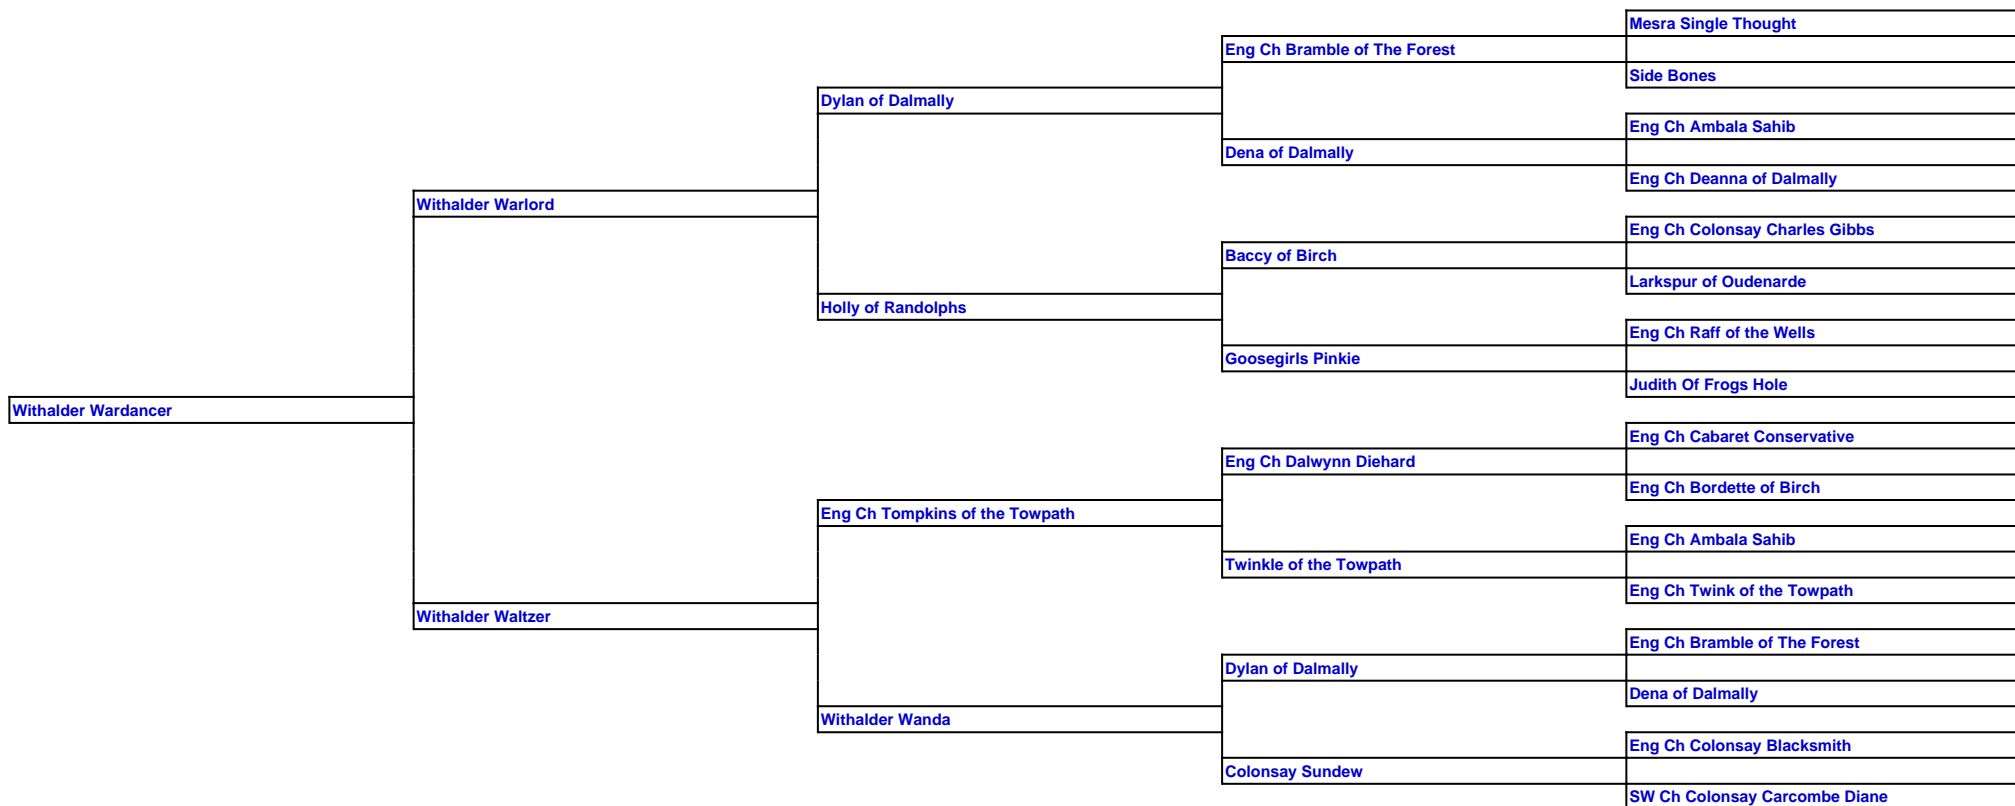 Mesra Single Thought
Eng Ch Bramble of The Forest
Side Bones
Dylan of Dalmally
Eng Ch Ambala Sahib
Dena of Dalmally
Eng Ch Deanna of Dalmally
Withalder Warlord
Eng Ch Colonsay Charles Gibbs
Baccy of Birch
Larkspur of Oudenarde
Holly of Randolphs
Eng Ch Raff of the Wells
Goosegirls Pinkie
Judith Of Frogs Hole
Withalder Wardancer
Eng Ch Cabaret Conservative
Eng Ch Dalwynn Diehard
Eng Ch Bordette of Birch
Eng Ch Tompkins of the Towpath
Eng Ch Ambala Sahib
Twinkle of the Towpath
Eng Ch Twink of the Towpath
Withalder Waltzer
Eng Ch Bramble of The Forest
Dylan of Dalmally
Dena of Dalmally
Withalder Wanda
Eng Ch Colonsay Blacksmith
Colonsay Sundew
SW Ch Colonsay Carcombe Diane